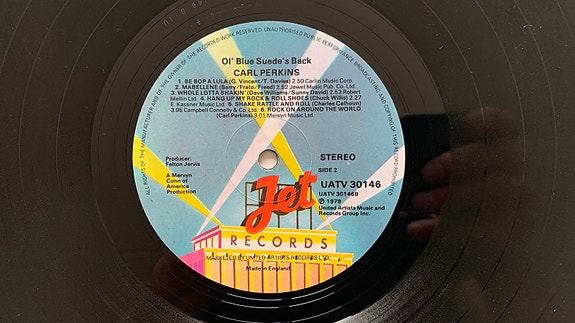 ALL RIGHTS OF THE MANUFACTURER AND OF THE OWNER OF THE RECORDED WORK RESERVED. UNAUTHORISED PUBLIC PERFORMANCE BROADCASTING AND COPYING OF THIS RECORD PROHIBITED
Ol' Blue Suede's Back
CARL PERKINS
1. BE BOP A LULA (G. Vincent/T. Davies) 2.50 Carlin Music Corp.
2. MABELLENE (Berry/Frato/Freed) 2.52 Jewel Music Pub. Co. Ltd.
3. WHOLE LOTTA SHAKIN' (Dave Williams/Sunny David) 2.53 Robert
Mellin Ltd. 4. HANG UP MY ROCK & ROLL SHOES (Chuck Willis) 2.27
E. Kassner Music Ltd. 5. SHAKE RATTLE AND ROLL (Charles Calhoun)
3.05 Campbell Connelly & Co. Ltd. 6. ROCK ON AROUND THE WORLD
(Carl Perkins) 3.01 Mervyn Music Ltd.
Producer:
Felton Jarvis
A Mervyn
Conn of
America
Production
STEREO
SIDE 2
UATV 30146
UATV 30146B
℗ 1978
United Artists Music and
Records Group Inc.
Jet
RECORDS
MARKETED BY UNITED ARTISTS RECORDS LTD.
Made in England